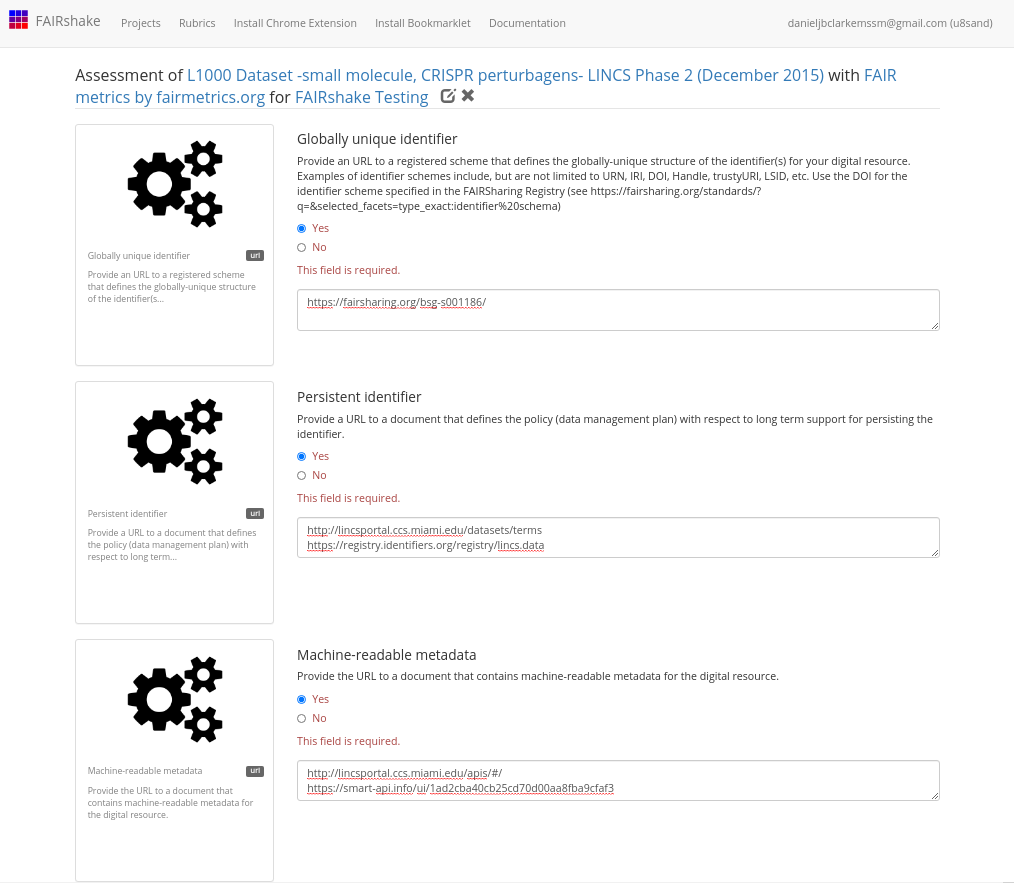 FAIRshake Projects Rubrics Install Chrome Extension Install Bookmarklet Documentation danieljbclarkemssm@gmail.com (u8sand)
Assessment of L1000 Dataset -small molecule, CRISPR perturbagens- LINCS Phase 2 (December 2015) with FAIR
metrics by fairmetrics.org for FAIRshake Testing
Globally unique identifier
Provide an URL to a registered scheme that defines the globally-unique structure of the identifier(s) for your digital resource.
Examples of identifier schemes include, but are not limited to URN, IRI, DOI, Handle, trustyURI, LSID, etc. Use the DOI for the
identifier scheme specified in the FAIRSharing Registry (see https://fairsharing.org/standards/?
q=&selected_facets=type_exact:identifier%20schema)
Yes
No
This field is required.
https://fairsharing.org/bsg-s001186/
Globally unique identifier url
Provide an URL to a registered scheme
that defines the globally-unique structure
of the identifier(s...
Persistent identifier
Provide a URL to a document that defines the policy (data management plan) with respect to long term support for persisting the
identifier.
Yes
No
This field is required.
http://lincsportal.ccs.miami.edu/datasets/terms
https://registry.identifiers.org/registry/lincs.data
Persistent identifier url
Provide a URL to a document that defines
the policy (data management plan) with
respect to long term...
Machine-readable metadata
Provide the URL to a document that contains machine-readable metadata for the digital resource.
Yes
No
This field is required.
http://lincsportal.ccs.miami.edu/apis/#/
https://smart-api.info/ui/1ad2cba40cb25cd70d00aa8fba9cfaf3
Machine-readable metadata url
Provide the URL to a document that
contains machine-readable metadata for
the digital resource.